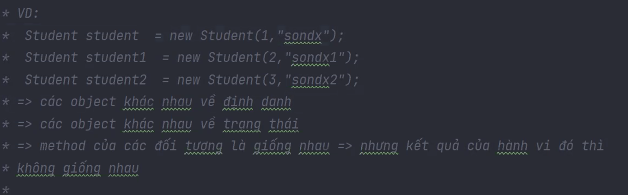 * VD:
* Student student = new Student(1,"sondx");
* Student student1 = new Student(2,"sondx1");
* Student student2 = new Student(3,"sondx2");
* => các object khác nhau về định danh
* => các object khác nhau về trạng thái
* => method của các đối tượng là giống nhau => nhưng kết quả của hành vi đó thì
* không giống nhau
*